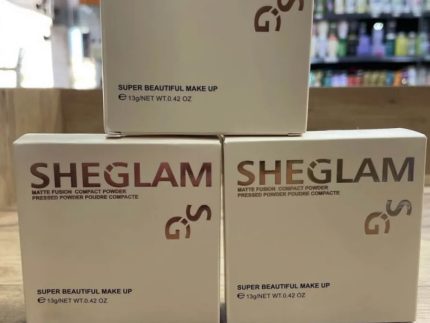 S
G
SUPER BEAUTIFUL MAKE UP
℮ 13g/NET WT.0.42 OZ
SHEGLAM
MATTE FUSION COMPACT POWDER
PRESSED POWDER POUDRE COMPACTE
S
G
SUPER BEAUTIFUL MAKE UP
℮ 13g/NET WT.0.42 OZ
SHEGLAM
MATTE FUSION COMPACT POWDER
PRESSED POWDER POUDRE COMPACTE
S
G
SUPER BEAUTIFUL MAKE UP
℮ 13g/NET WT.0.42 OZ